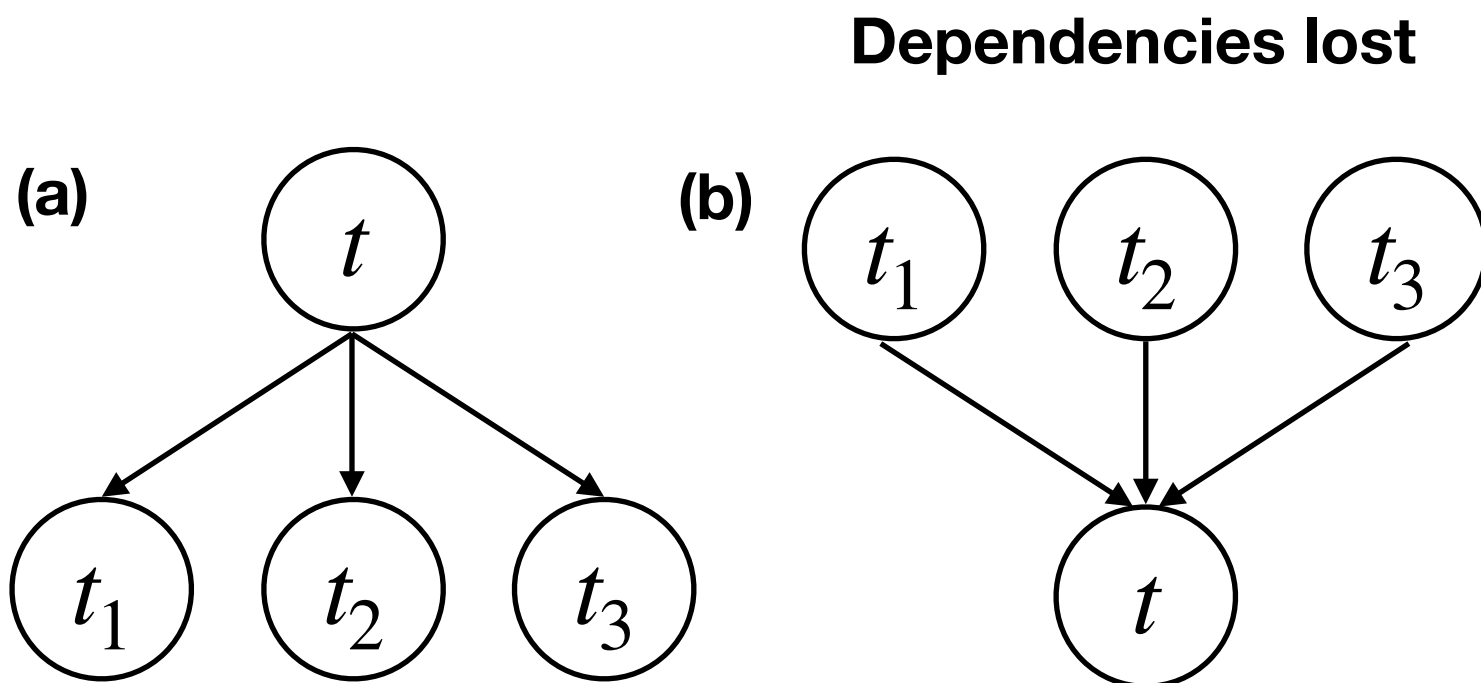 Dependencies lost
(a)
t
t₁ t₂ t₃
(b)
t₁ t₂ t₃
t